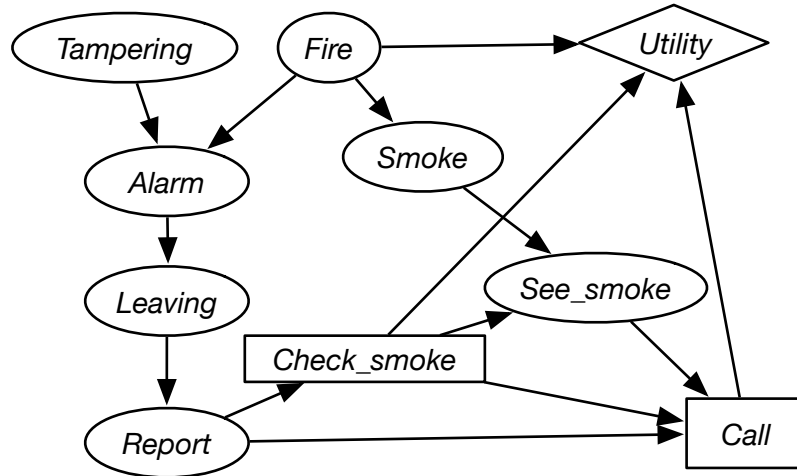 Tampering
Fire
Utility
Smoke
Alarm
See_smoke
Leaving
Check_smoke
Report
Call